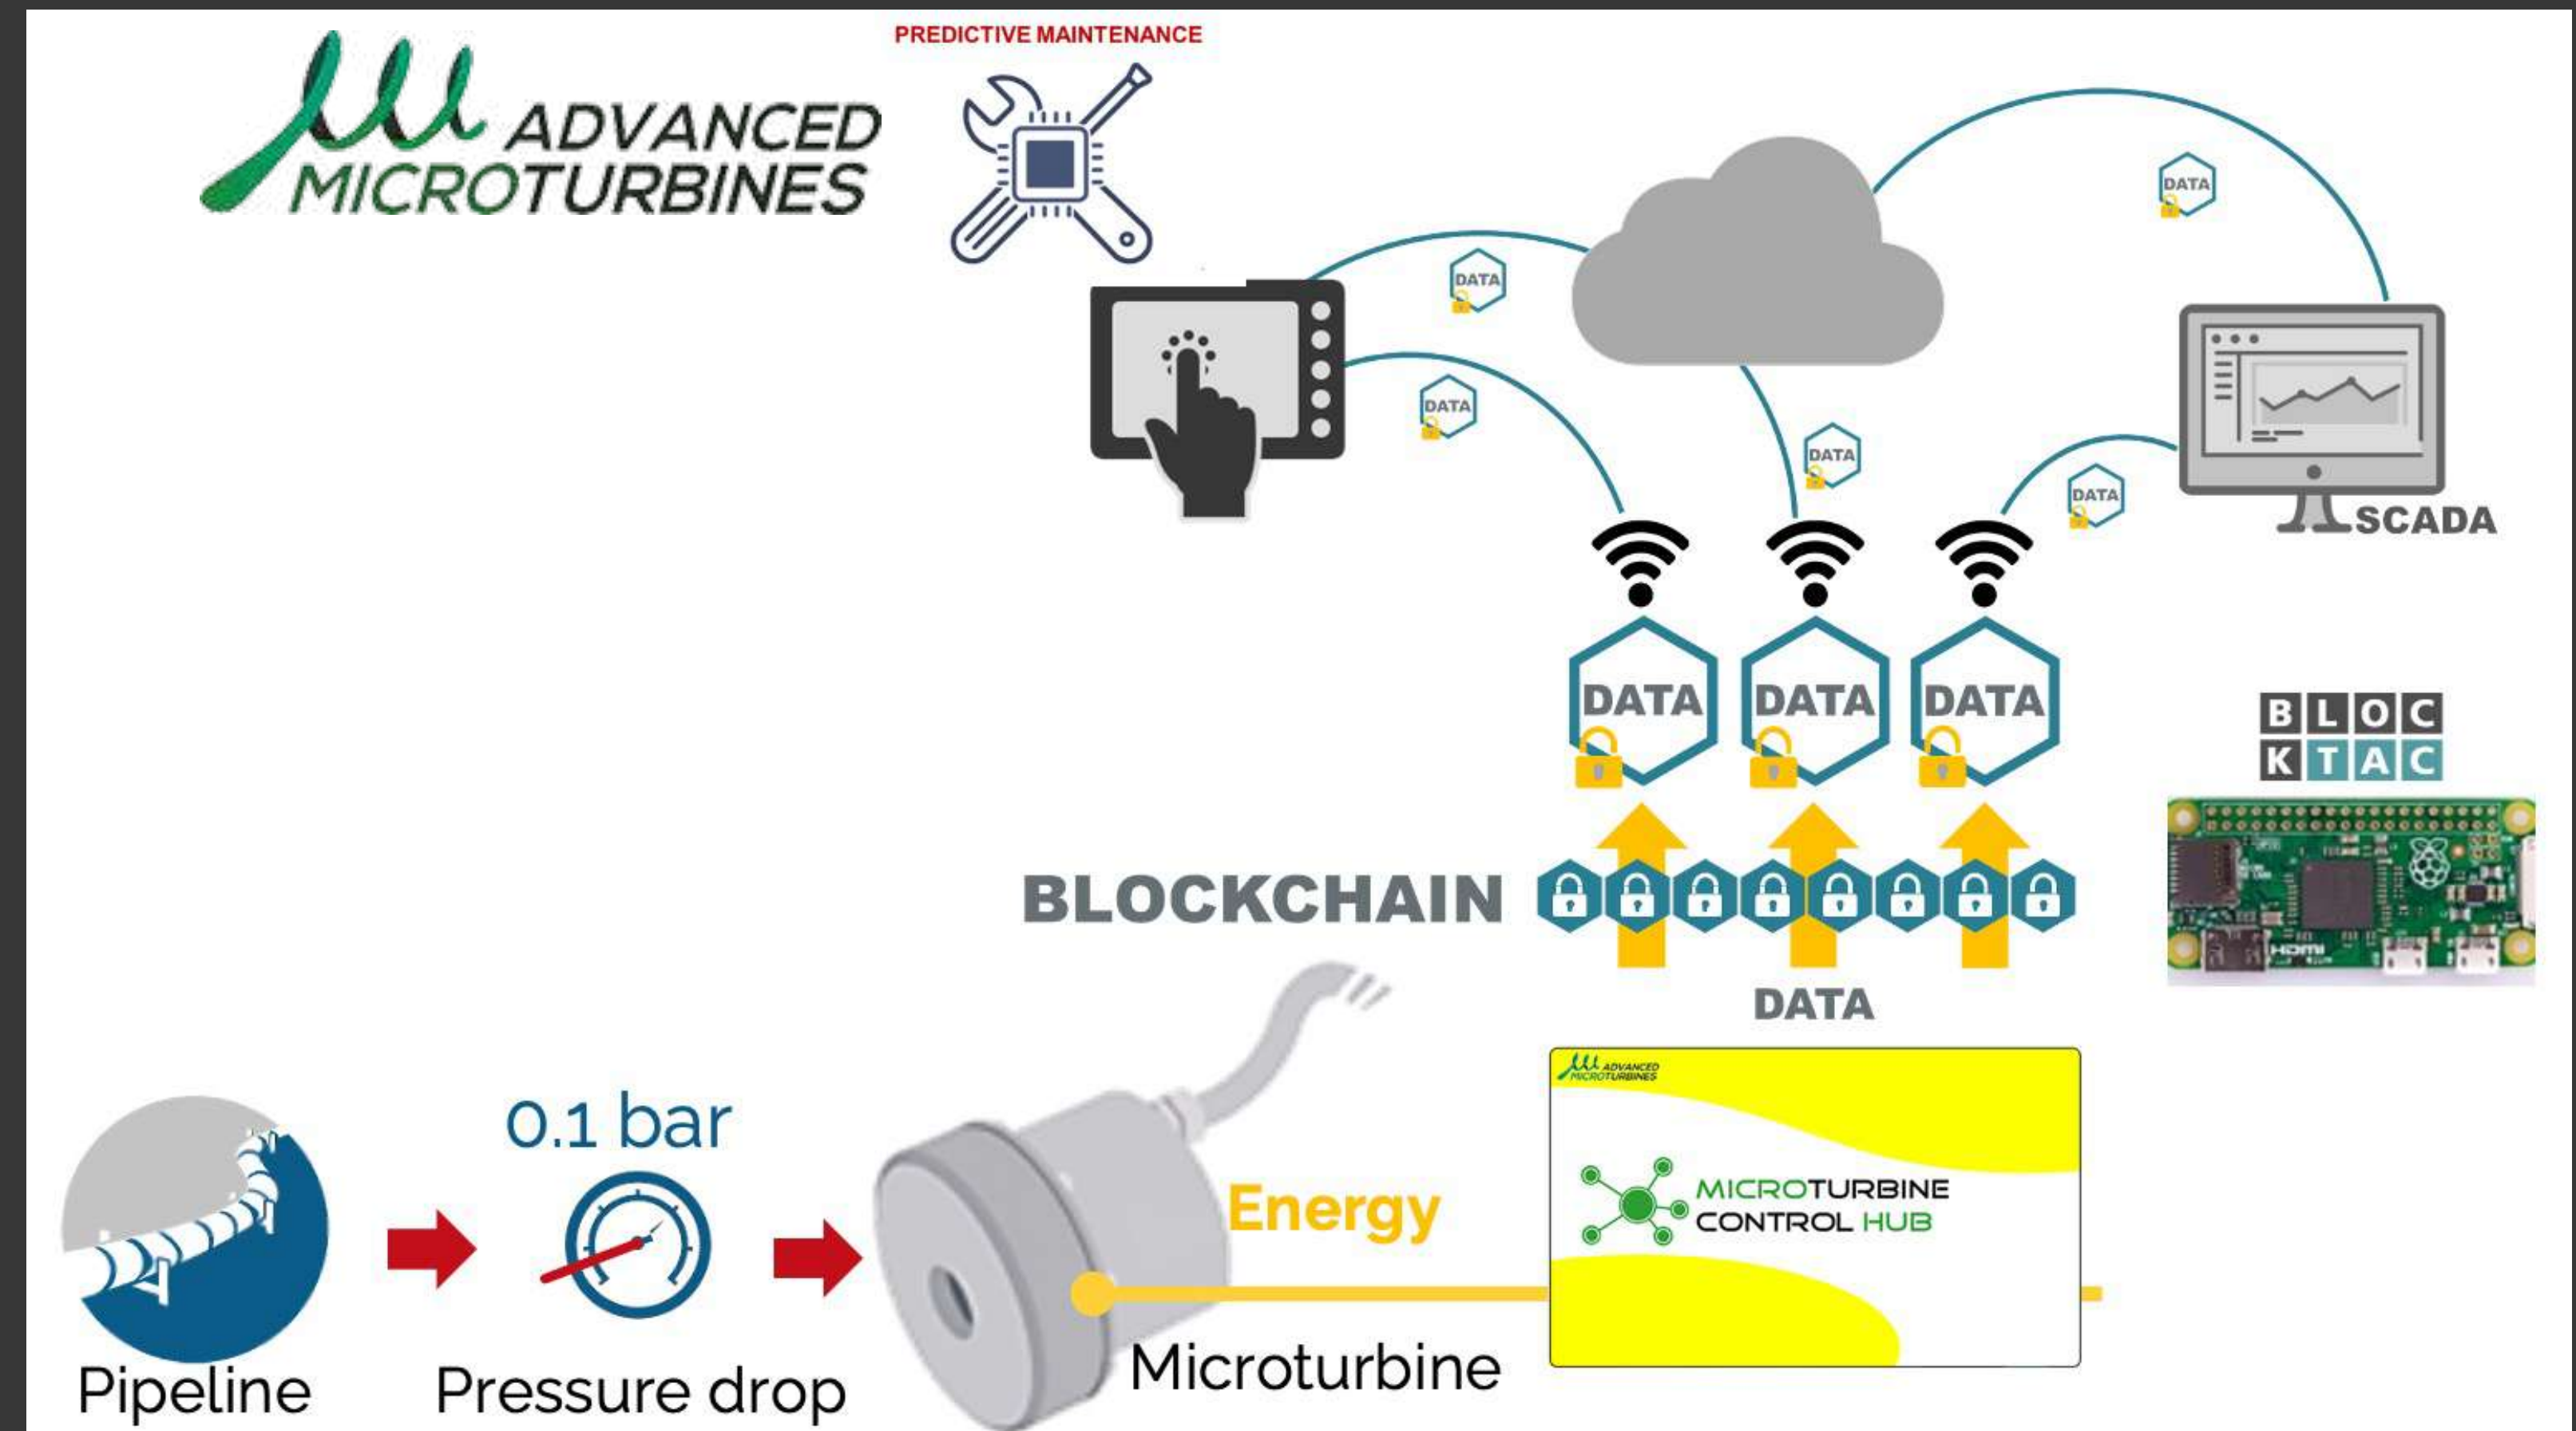 PREDICTIVE MAINTENANCE
ADVANCED
MICROTURBINES
DATA
DATA
DATA
DATA
DATA
SCADA
DATA
DATA
DATA
BLOC
KTAC
BLOCKCHAIN
HDMI
DATA
ADVANCED
MICROTURBINES
0.1 bar
MICROTURBINE
CONTROL HUB
Energy
Microturbine
Pipeline
Pressure drop